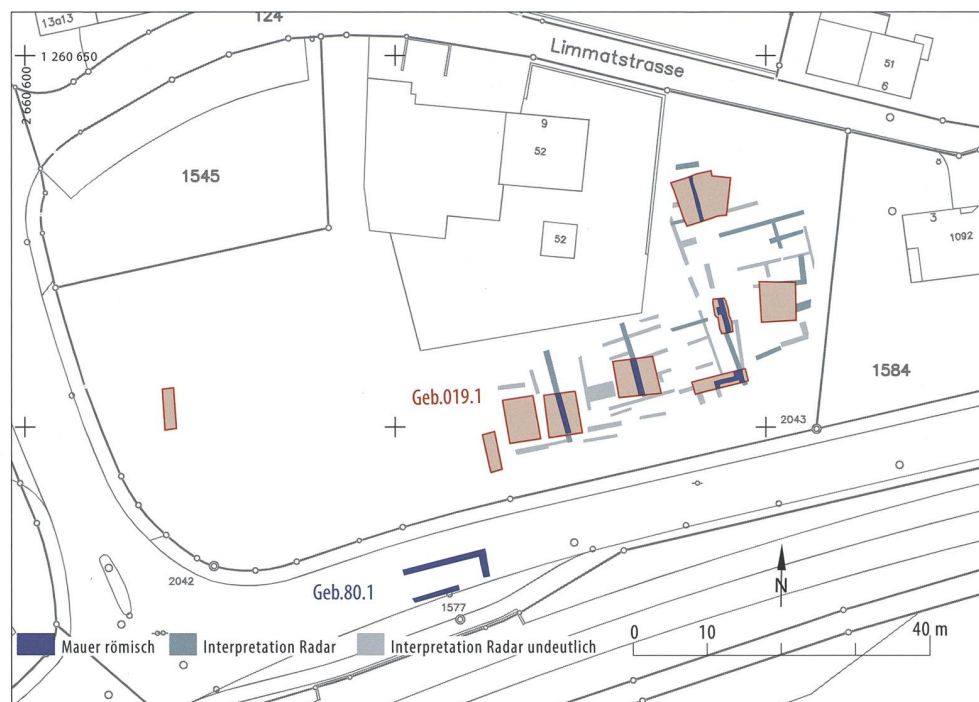 13a13
124
1 260 650
2 660 600
Limmatstrasse
51
6
9
52
1545
52
3
1092
Geb.019.1
1584
2043
2042
Geb.80.1
1577
N
Mauer römisch
Interpretation Radar
Interpretation Radar undeutlich
0 10 40 m